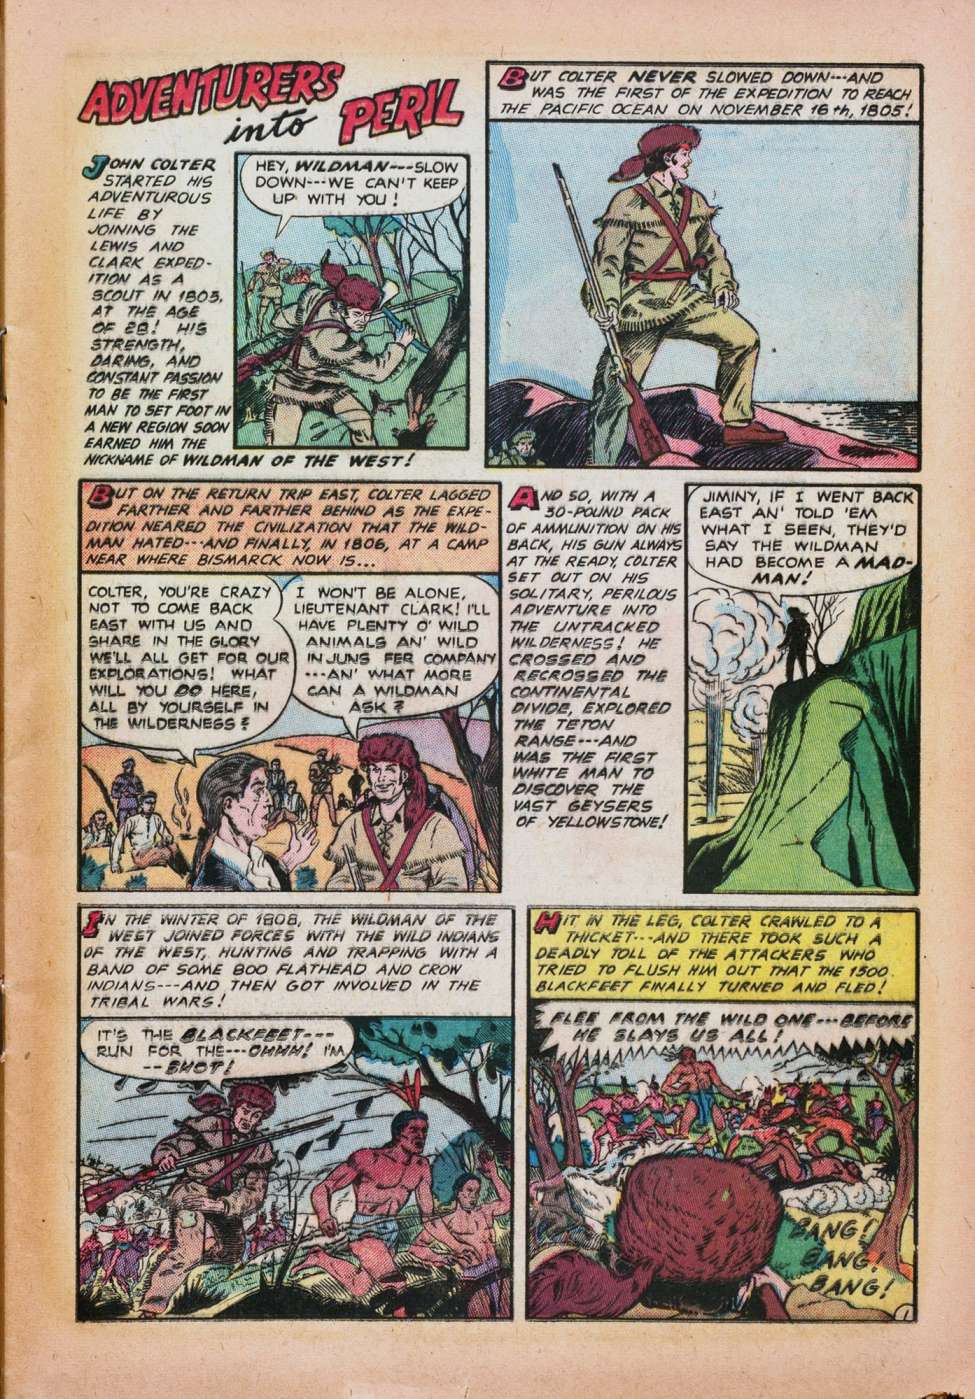 ADVENTURERS
into PERIL
JOHN COLTER
STARTED HIS
ADVENTUROUS
LIFE BY
JOINING THE
LEWIS AND
CLARK EXPED-
ITION AS A
SCOUT IN 1803,
AT THE AGE
OF 28! HIS
STRENGTH,
DARING, AND
CONSTANT PASSION
TO BE THE FIRST
MAN TO SET FOOT IN
A NEW REGION SOON
EARNED HIM THE
NICKNAME OF WILDMAN OF THE WEST!
HEY, WILDMAN---SLOW
DOWN---WE CAN'T KEEP
UP WITH YOU!
BUT COLTER NEVER SLOWED DOWN---AND
WAS THE FIRST OF THE EXPEDITION TO REACH
THE PACIFIC OCEAN ON NOVEMBER 16th, 1805!
BUT ON THE RETURN TRIP EAST, COLTER LAGGED
FARTHER AND FARTHER BEHIND AS THE EXPE-
DITION NEARED THE CIVILIZATION THAT THE WILD-
MAN HATED---AND FINALLY, IN 1806, AT A CAMP
NEAR WHERE BISMARCK NOW IS...
COLTER, YOU'RE CRAZY
NOT TO COME BACK
EAST WITH US AND
SHARE IN THE GLORY
WE'LL ALL GET FOR OUR
EXPLORATIONS! WHAT
WILL YOU DO HERE,
ALL BY YOURSELF IN
THE WILDERNESS?
I WON'T BE ALONE,
LIEUTENANT CLARK! I'LL
HAVE PLENTY O' WILD
ANIMALS AN' WILD
INJUNS FER COMPANY
---AN' WHAT MORE
CAN A WILDMAN
ASK?
AND SO, WITH A
30-POUND PACK
OF AMMUNITION ON HIS
BACK, HIS GUN ALWAYS
AT THE READY, COLTER
SET OUT ON HIS
SOLITARY, PERILOUS
ADVENTURE INTO
THE UNTRACKED
WILDERNESS! HE
CROSSED AND
RECROSSED THE
CONTINENTAL
DIVIDE, EXPLORED
THE TETON
RANGE---AND
WAS THE FIRST
WHITE MAN TO
DISCOVER THE
VAST GEYSERS
OF YELLOWSTONE!
JIMINY, IF I WENT BACK
EAST AN' TOLD 'EM
WHAT I SEEN, THEY'D
SAY THE WILDMAN
HAD BECOME A MAD-
MAN!
IN THE WINTER OF 1808, THE WILDMAN OF THE
WEST JOINED FORCES WITH THE WILD INDIANS
OF THE WEST, HUNTING AND TRAPPING WITH A
BAND OF SOME 800 FLATHEAD AND CROW
INDIANS---AND THEN GOT INVOLVED IN THE
TRIBAL WARS!
IT'S THE BLACKFEET---
RUN FOR THE---OHHH! I'M
--SHOT!
HIT IN THE LEG, COLTER CRAWLED TO A
THICKET---AND THERE TOOK SUCH A
DEADLY TOLL OF THE ATTACKERS WHO
TRIED TO FLUSH HIM OUT THAT THE 1500
BLACKFEET FINALLY TURNED AND FLED!
FLEE FROM THE WILD ONE---BEFORE
HE SLAYS US ALL!
BANG!
BANG!
BANG!
1